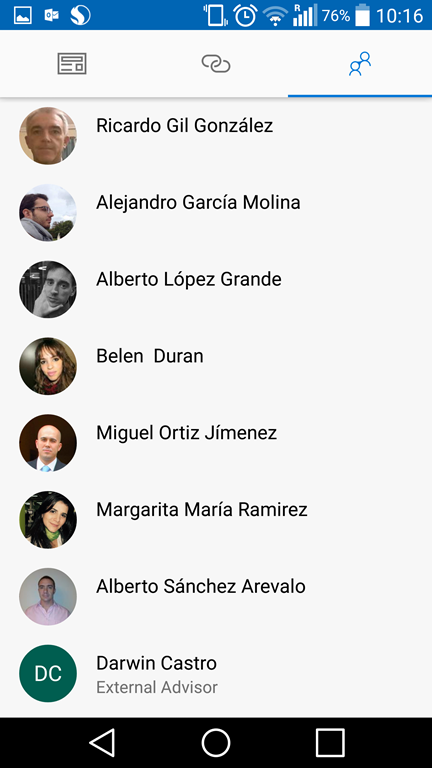 R
76% 10:16
Ricardo Gil González
Alejandro García Molina
Alberto López Grande
Belen  Duran
Miguel Ortiz Jímenez
Margarita María Ramirez
Alberto Sánchez Arevalo
DC
Darwin Castro
External Advisor